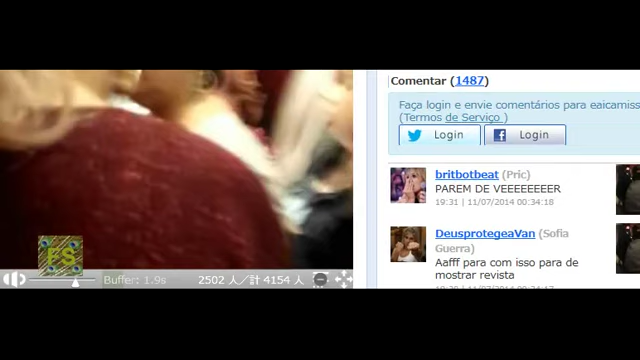 Comentar (1487)
Faça login e envie comentários para eaicamiss
(Termos de Serviço )
Login
Login
britbotbeat (Pric)
PAREM DE VEEEEEEEER
19:31 | 11/07/2014 00:34:18
DeusprotegeaVan (Sofia
Guerra)
Aafff para com isso para de
mostrar revista
FS
Buffer: 1.9s
2502 人／計 4154 人